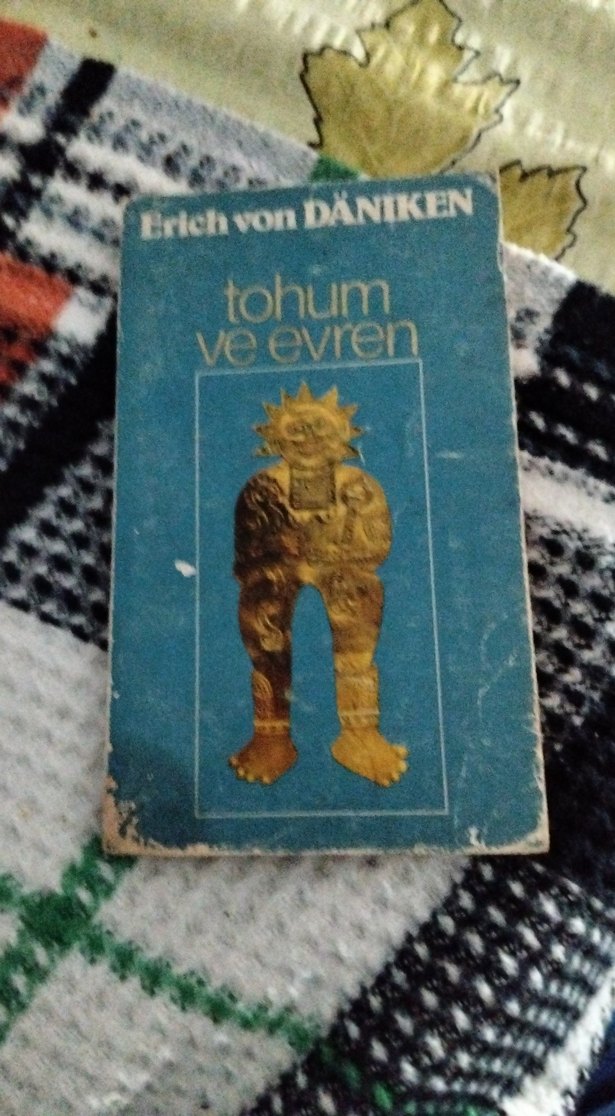 Erich von DÄNIKEN
tohum
ve evren